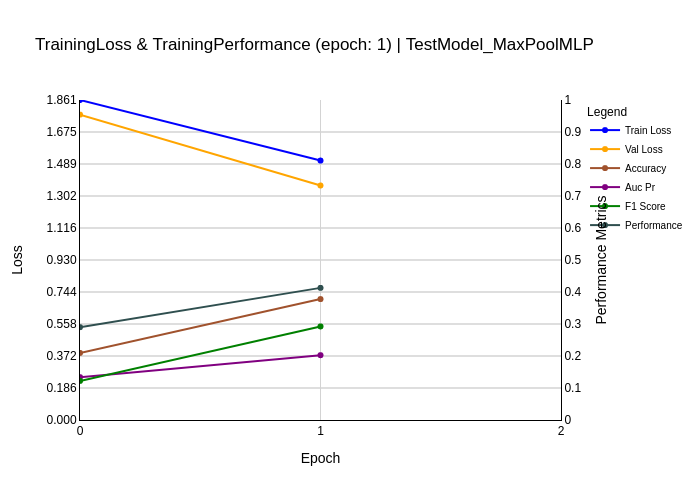 TrainingLoss & TrainingPerformance (epoch: 1) | TestModel_MaxPoolMLP
1.861
1.675
1.489
1.302
1.116
0.930
0.744
0.558
0.372
0.186
0.000
Loss
0
1
2
Epoch
1
0.9
0.8
0.7
0.6
0.5
0.4
0.3
0.2
0.1
0
Performance Metrics
Legend
Train Loss
Val Loss
Accuracy
Auc Pr
F1 Score
Performance